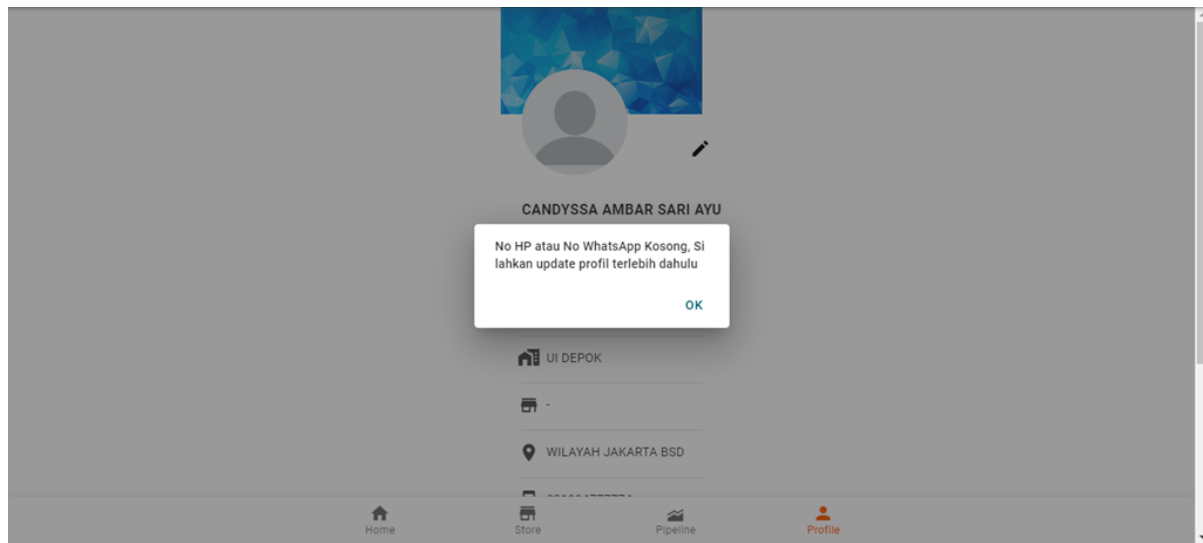 CANDYSSA AMBAR SARI AYU
No HP atau No WhatsApp Kosong, Si
lahkan update profil terlebih dahulu
OK
UI DEPOK
-
WILAYAH JAKARTA BSD
Home
Store
Pipeline
Profile